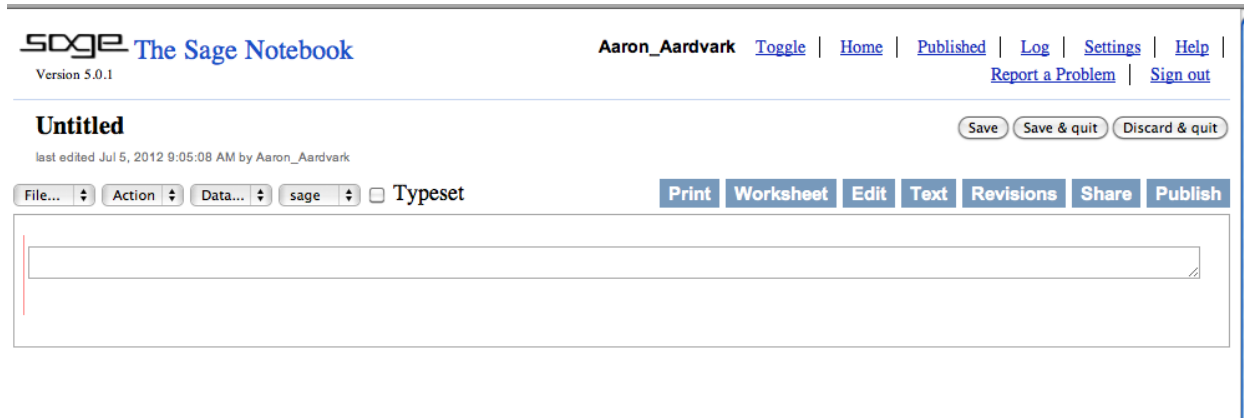 sage The Sage Notebook
Version 5.0.1
Aaron_Aardvark Toggle | Home | Published | Log | Settings | Help |
Report a Problem | Sign out
Untitled
last edited Jul 5, 2012 9:05:08 AM by Aaron_Aardvark
Save Save & quit Discard & quit
File... Action Data... sage Typeset
Print Worksheet Edit Text Revisions Share Publish